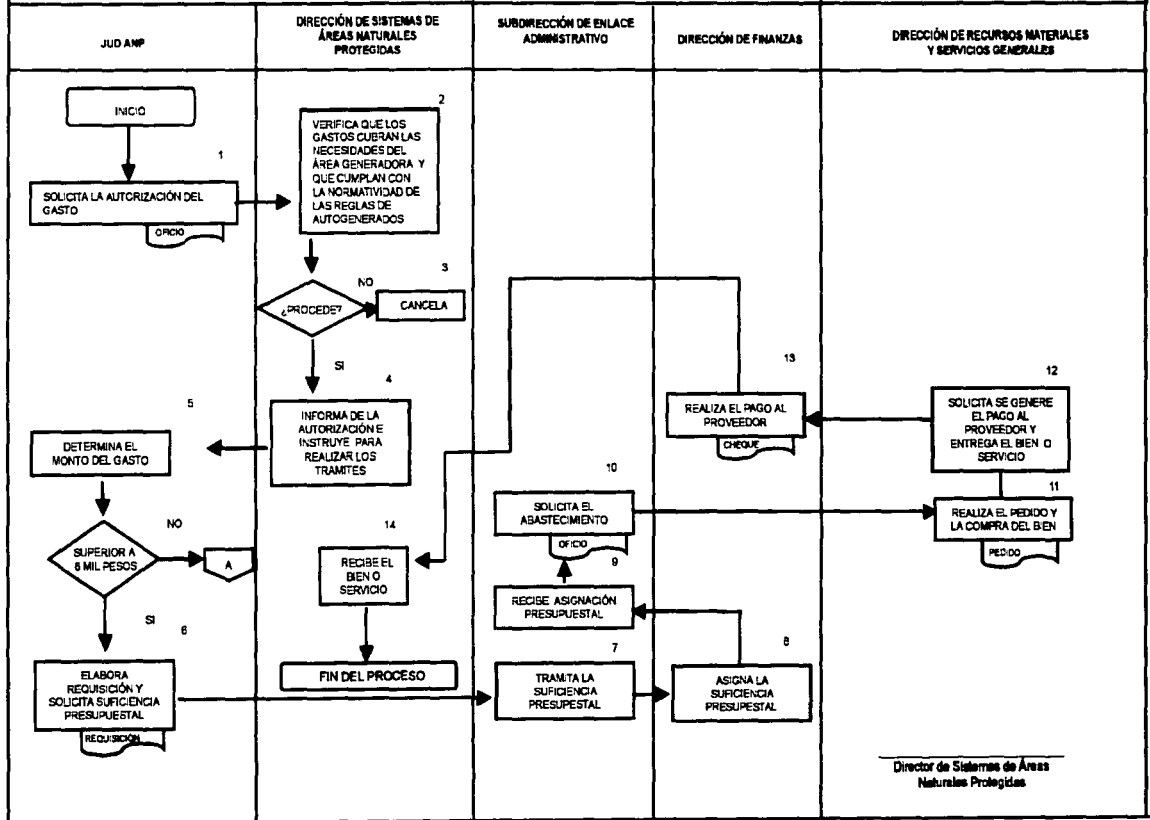 JUD ANP
DIRECCIÓN DE SISTEMAS DE
ÁREAS NATURALES
PROTEGIDAS
SUBDIRECCIÓN DE ENLACE
ADMINISTRATIVO
DIRECCIÓN DE FINANZAS
DIRECCIÓN DE RECURSOS MATERIALES
Y SERVICIOS GENERALES
INICIO
1
SOLICITA LA AUTORIZACIÓN DEL
GASTO
OFICIO
2
VERIFICA QUE LOS
GASTOS CUBRAN LAS
NECESIDADES DEL
ÁREA GENERADORA Y
QUE CUMPLAN CON
LA NORMATIVIDAD DE
LAS REGLAS DE
AUTOGENERADOS
¿PROCEDE?
NO
3
CANCELA
SI
4
INFORMA DE LA
AUTORIZACIÓN E
INSTRUYE PARA
REALIZAR LOS
TRAMITES
5
DETERMINA EL
MONTO DEL GASTO
SUPERIOR A
5 MIL PESOS
NO
A
SI
6
ELABORA
REQUISICIÓN Y
SOLICITA SUFICIENCIA
PRESUPUESTAL
REQUISICIÓN
7
TRAMITA LA
SUFICIENCIA
PRESUPESTAL
8
ASIGNA LA
SUFICIENCIA
PRESUPESTAL
9
RECIBE ASIGNACIÓN
PRESUPUESTAL
10
SOLICITA EL
ABASTECIMIENTO
OFICIO
11
REALIZA EL PEDIDO Y
LA COMPRA DEL BIEN
PEDIDO
12
SOLICITA SE GENERE
EL PAGO AL
PROVEEDOR Y
ENTREGA EL BIEN O
SERVICIO
13
REALIZA EL PAGO AL
PROVEEDOR
CHEQUE
14
RECIBE EL
BIEN O
SERVICIO
FIN DEL PROCESO
Director de Sistemas de Áreas
Naturales Protegidas